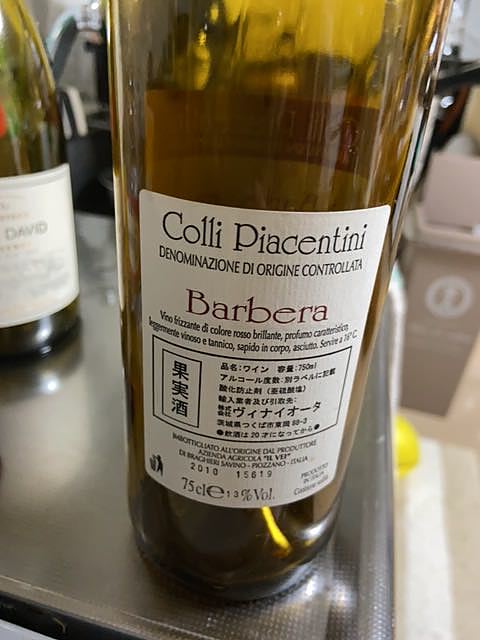 DAVID
Colli Piacentini
DENOMINAZIONE DI ORIGINE CONTROLLATA
Barbera
Vino frizzante di colore rosso brillante, profumo caratteristico,
leggermente vinoso e tannico, sapido in corpo, asciutto. Servire a 16°C.
果実酒
品名:ワイン 容量:750ml
アルコール度数:別ラベルに記載
酸化防止剤(亜硫酸塩)
輸入業者及び引取先:
株式会社ヴィナイオータ
茨城県つくば市東岡 88-3
●飲酒は20才になってから●
IMBOTTIGLIATO ALL'ORIGINE DAL PRODUTTORE
AZIENDA AGRICOLA "IL VEI"
DI BRAGHIERI SAVINO - PIOZZANO - ITALIA
2010 15619
PRODOTTO
IN ITALIA
75cl e 13%Vol.